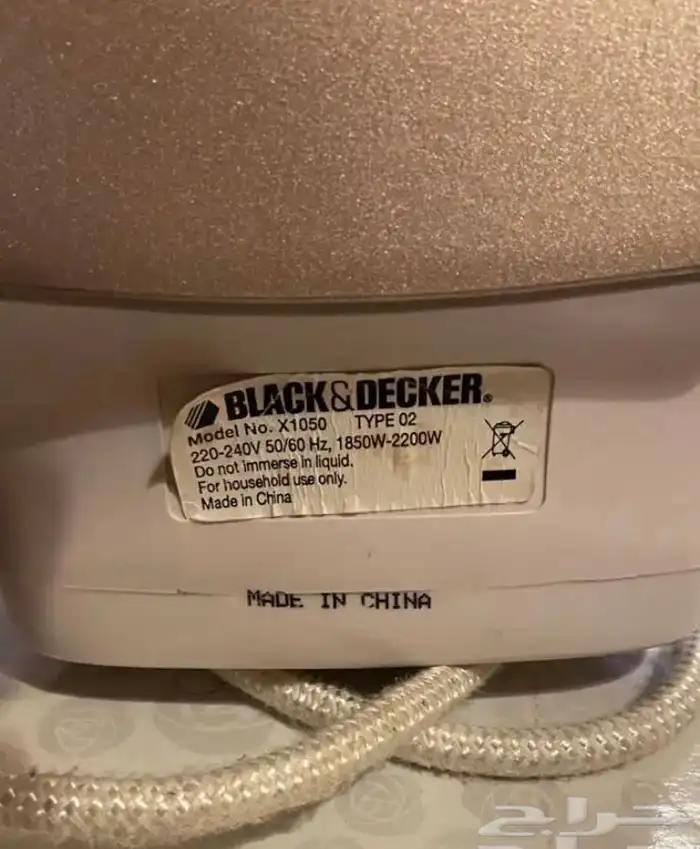 BLACK&DECKER®
Model No. X1050 TYPE 02
220-240V 50/60 Hz, 1850W-2200W
Do not immerse in liquid.
For household use only.
Made in China
MADE IN CHINA
حراج